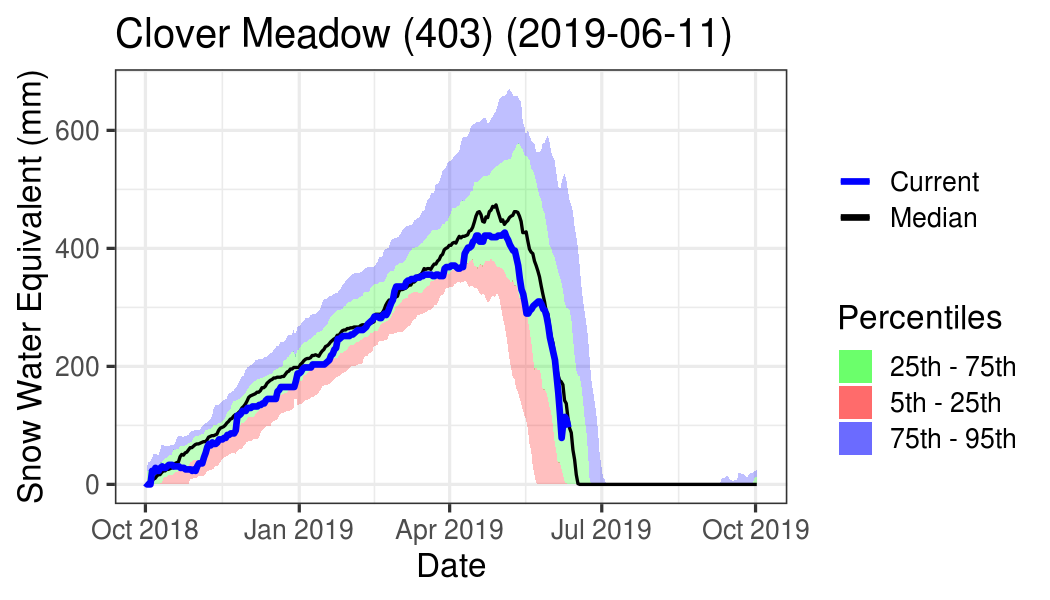 Clover Meadow (403) (2019-06-11)
Snow Water Equivalent (mm)
600
400
200
0
Oct 2018 Jan 2019 Apr 2019 Jul 2019 Oct 2019
Date
Current
Median
Percentiles
25th - 75th
5th - 25th
75th - 95th